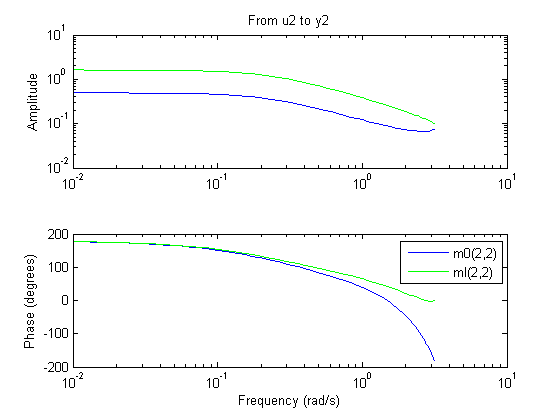 From u2 to y2
Amplitude
10^1
10^0
10^-1
10^-2
10^-2 10^-1 10^0 10^1
Phase (degrees)
200
100
0
-100
-200
m0(2,2)
ml(2,2)
10^-2 10^-1 10^0 10^1
Frequency (rad/s)